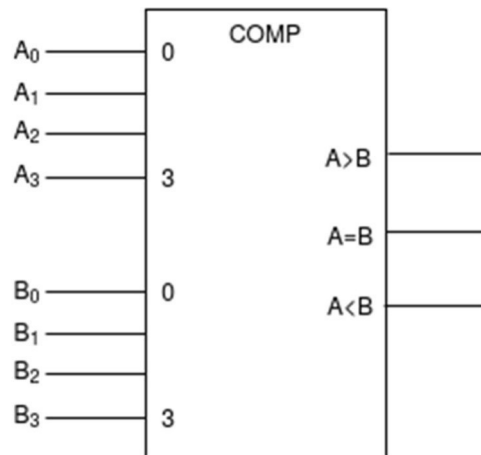 COMP
A₀ 0
A₁
A₂
A₃ 3
A>B
A=B
B₀ 0
A<B
B₁
B₂
B₃ 3